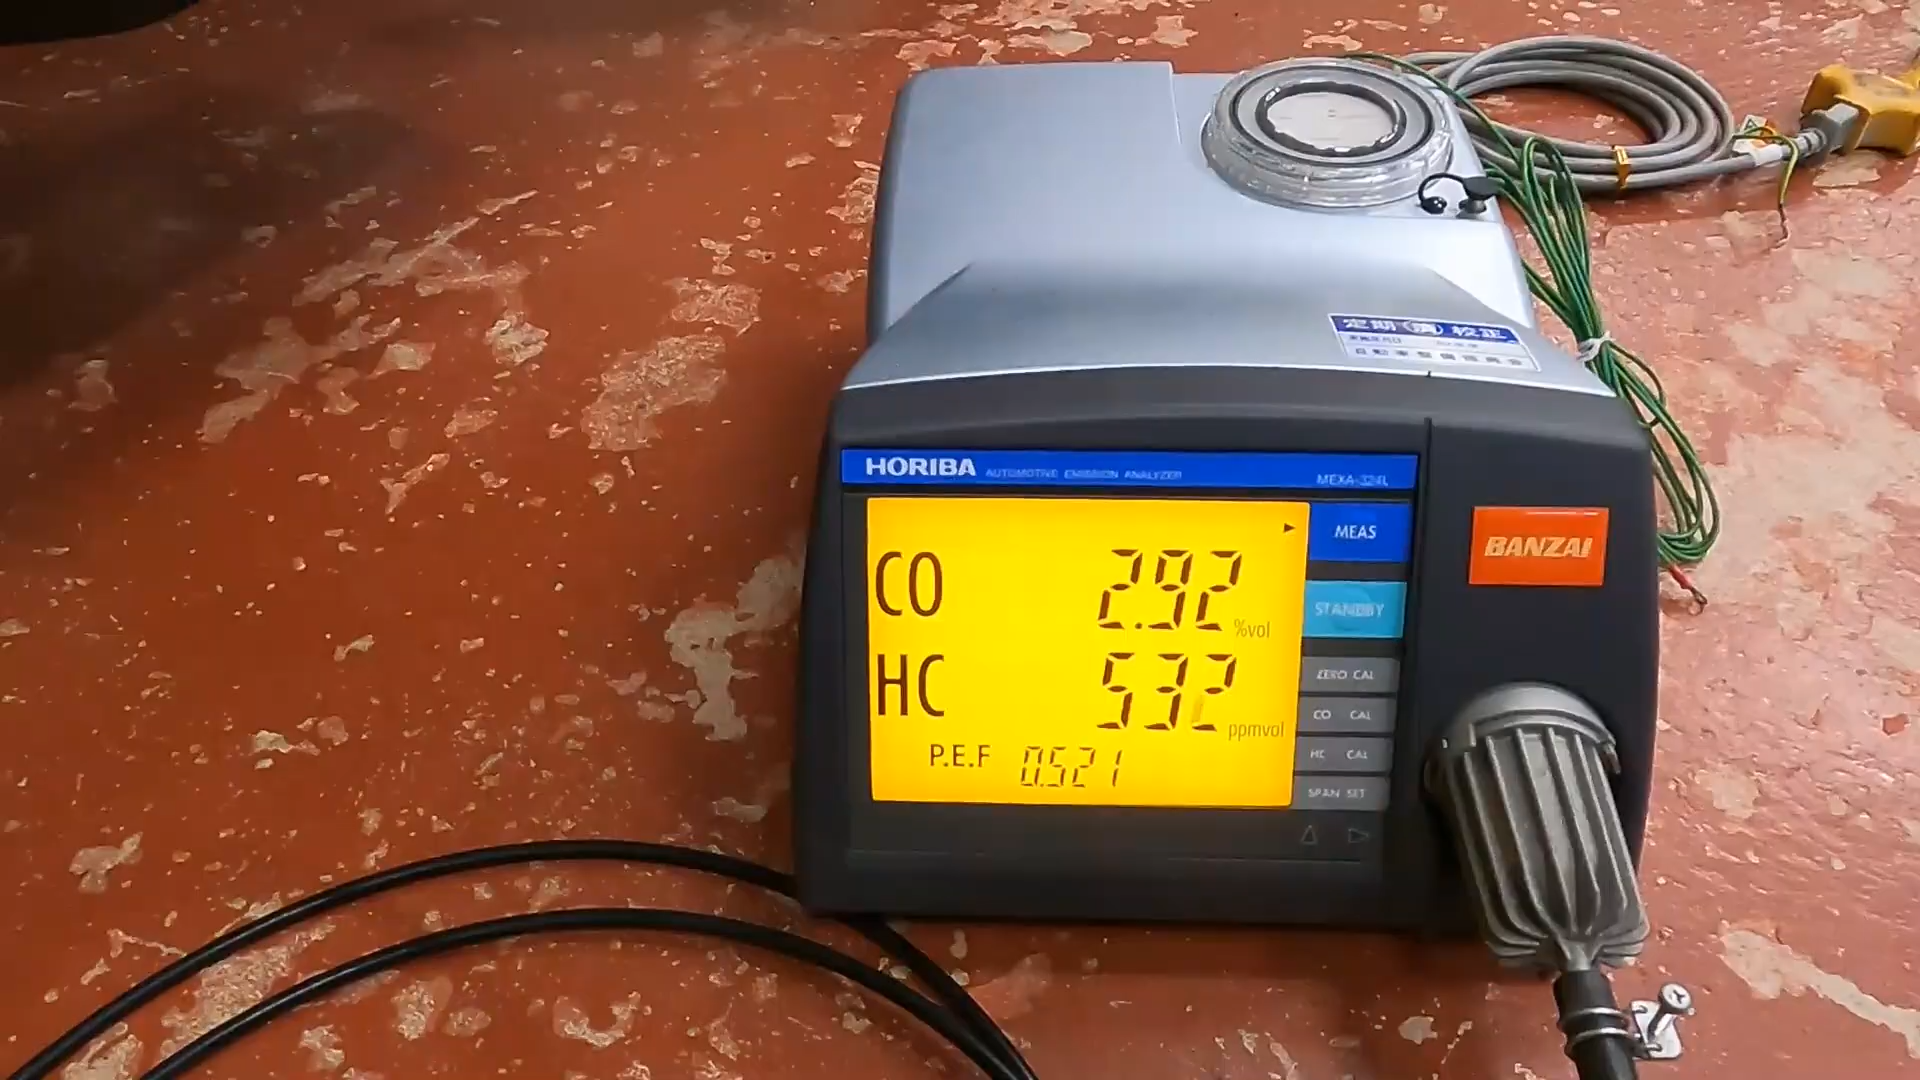 定期(満)校正
HORIBA AUTOMOTIVE EMISSION ANALYZER MEXA-324L
MEAS
CO 2.92 %vol
STANDBY
BANZAI
HC 532 ppmvol
ZERO CAL
CO CAL
P.E.F 0.521
HC CAL
SPAN SET